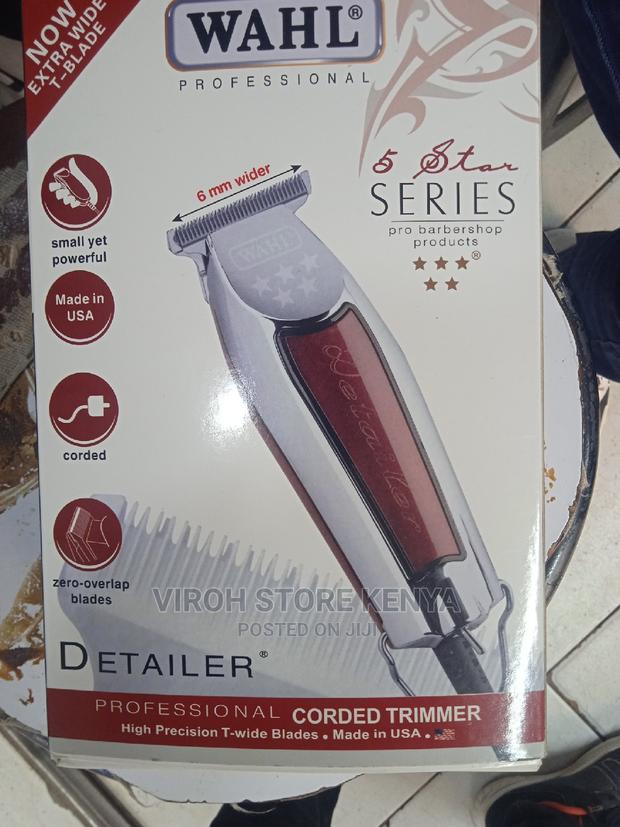 NOW
EXTRA WIDE
T-BLADE
WAHL®
PROFESSIONAL
5 Star
SERIES
pro barbershop
products
®
6 mm wider
WAHL
Detailer
small yet
powerful
Made in
USA
corded
zero-overlap
blades
VIROH STORE KENYA
POSTED ON JIJI
DETAILER®
PROFESSIONAL CORDED TRIMMER
High Precision T-wide Blades • Made in USA •